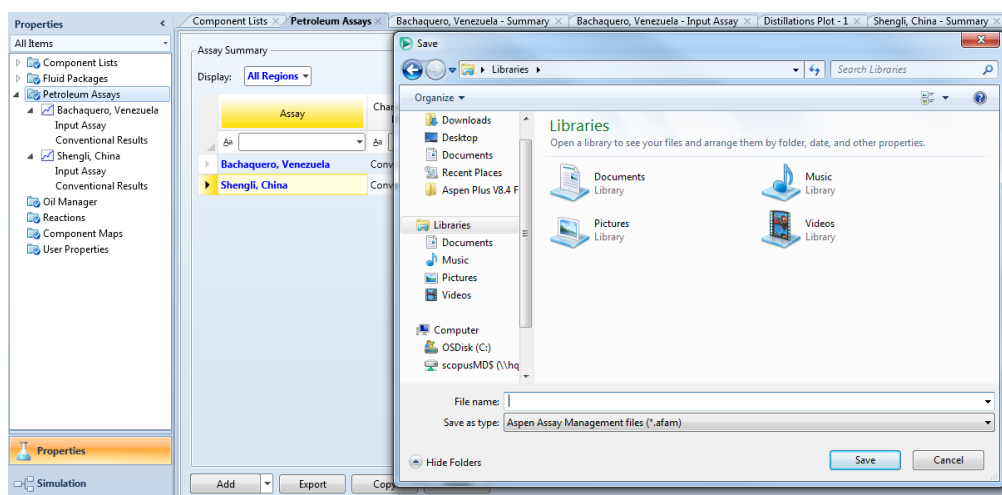 Properties <
All Items
Component Lists
Fluid Packages
Petroleum Assays
Bachaquero, Venezuela
Input Assay
Conventional Results
Shengli, China
Input Assay
Conventional Results
Oil Manager
Reactions
Component Maps
User Properties
Properties
Simulation
Component Lists × Petroleum Assays × Bachaquero, Venezuela - Summary × Bachaquero, Venezuela - Input Assay × Distillations Plot - 1 × Shengli, China - Summary ×
Assay Summary
Display: All Regions
Assay
Aa
Aa
Bachaquero, Venezuela
Shengli, China
Add Export
Save
Libraries
Search Libraries
Organize
Downloads
Desktop
Documents
Recent Places
Aspen Plus V8.4 F
Libraries
Documents
Music
Pictures
Videos
Computer
OSDisk (C:)
scopusMD$ (\\hq
Libraries
Open a library to see your files and arrange them by folder, date, and other properties.
Documents
Library
Music
Library
Pictures
Library
Videos
Library
File name:
Save as type: Aspen Assay Management files (*.afam)
Hide Folders
Save Cancel